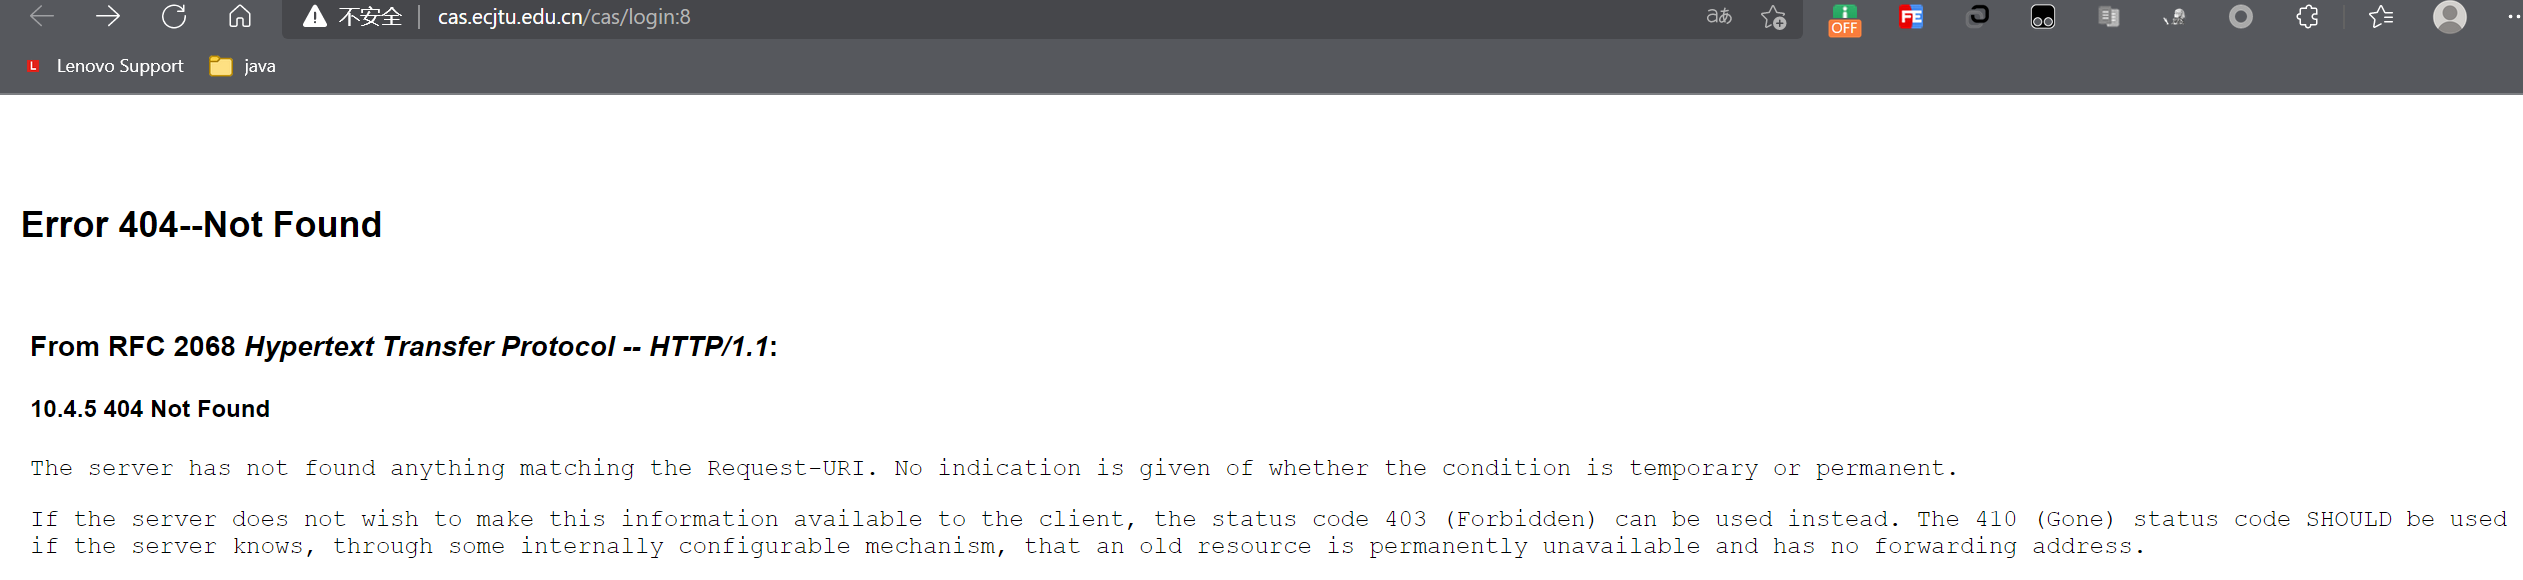 不安全 cas.ecjtu.edu.cn/cas/login:8 aあ OFF FE
L Lenovo Support java
Error 404--Not Found
From RFC 2068 Hypertext Transfer Protocol -- HTTP/1.1:
10.4.5 404 Not Found
The server has not found anything matching the Request-URI. No indication is given of whether the condition is temporary or permanent.
If the server does not wish to make this information available to the client, the status code 403 (Forbidden) can be used instead. The 410 (Gone) status code SHOULD be used
if the server knows, through some internally configurable mechanism, that an old resource is permanently unavailable and has no forwarding address.